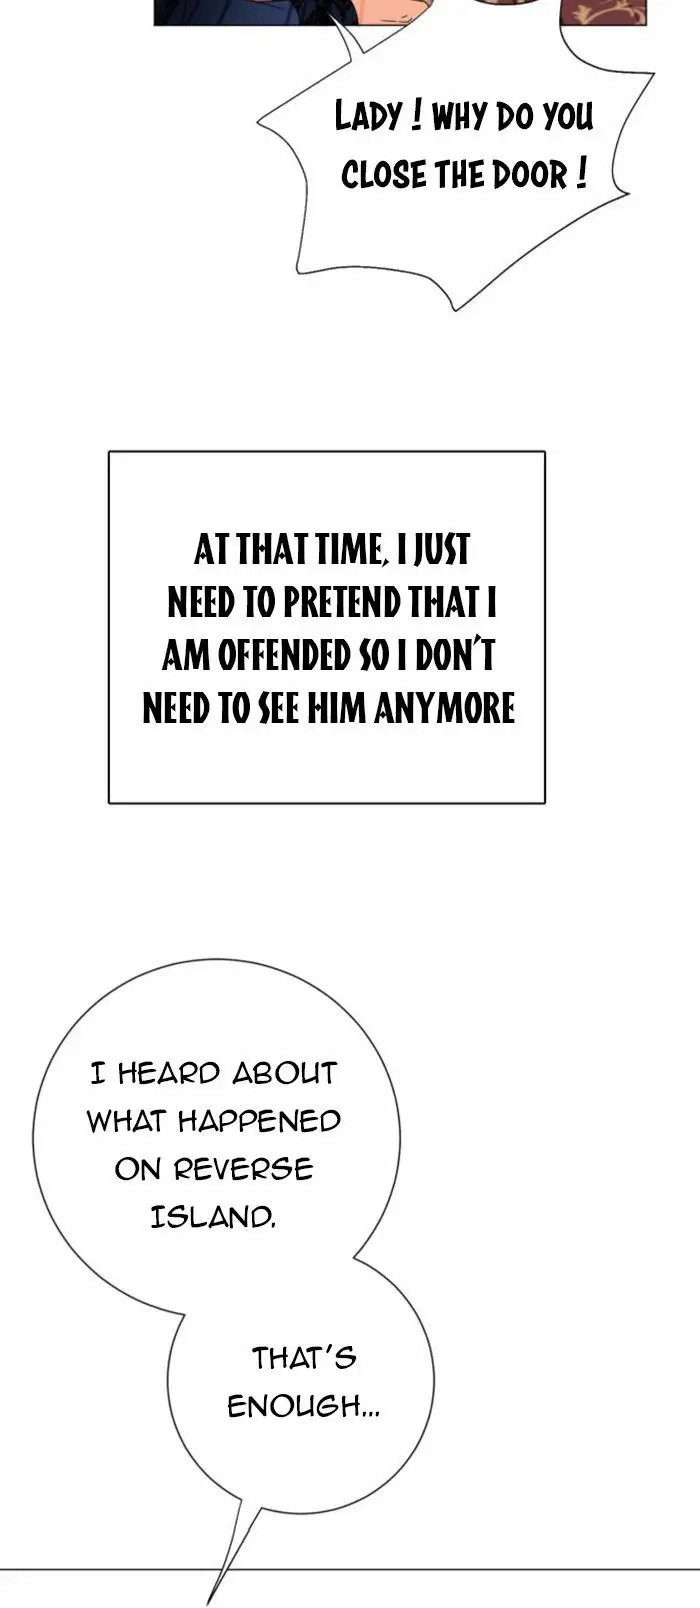 LADY ! WHY DO YOU
CLOSE THE DOOR !
AT THAT TIME, I JUST
NEED TO PRETEND THAT I
AM OFFENDED SO I DON'T
NEED TO SEE HIM ANYMORE
I HEARD ABOUT
WHAT HAPPENED
ON REVERSE
ISLAND.
THAT'S
ENOUGH...